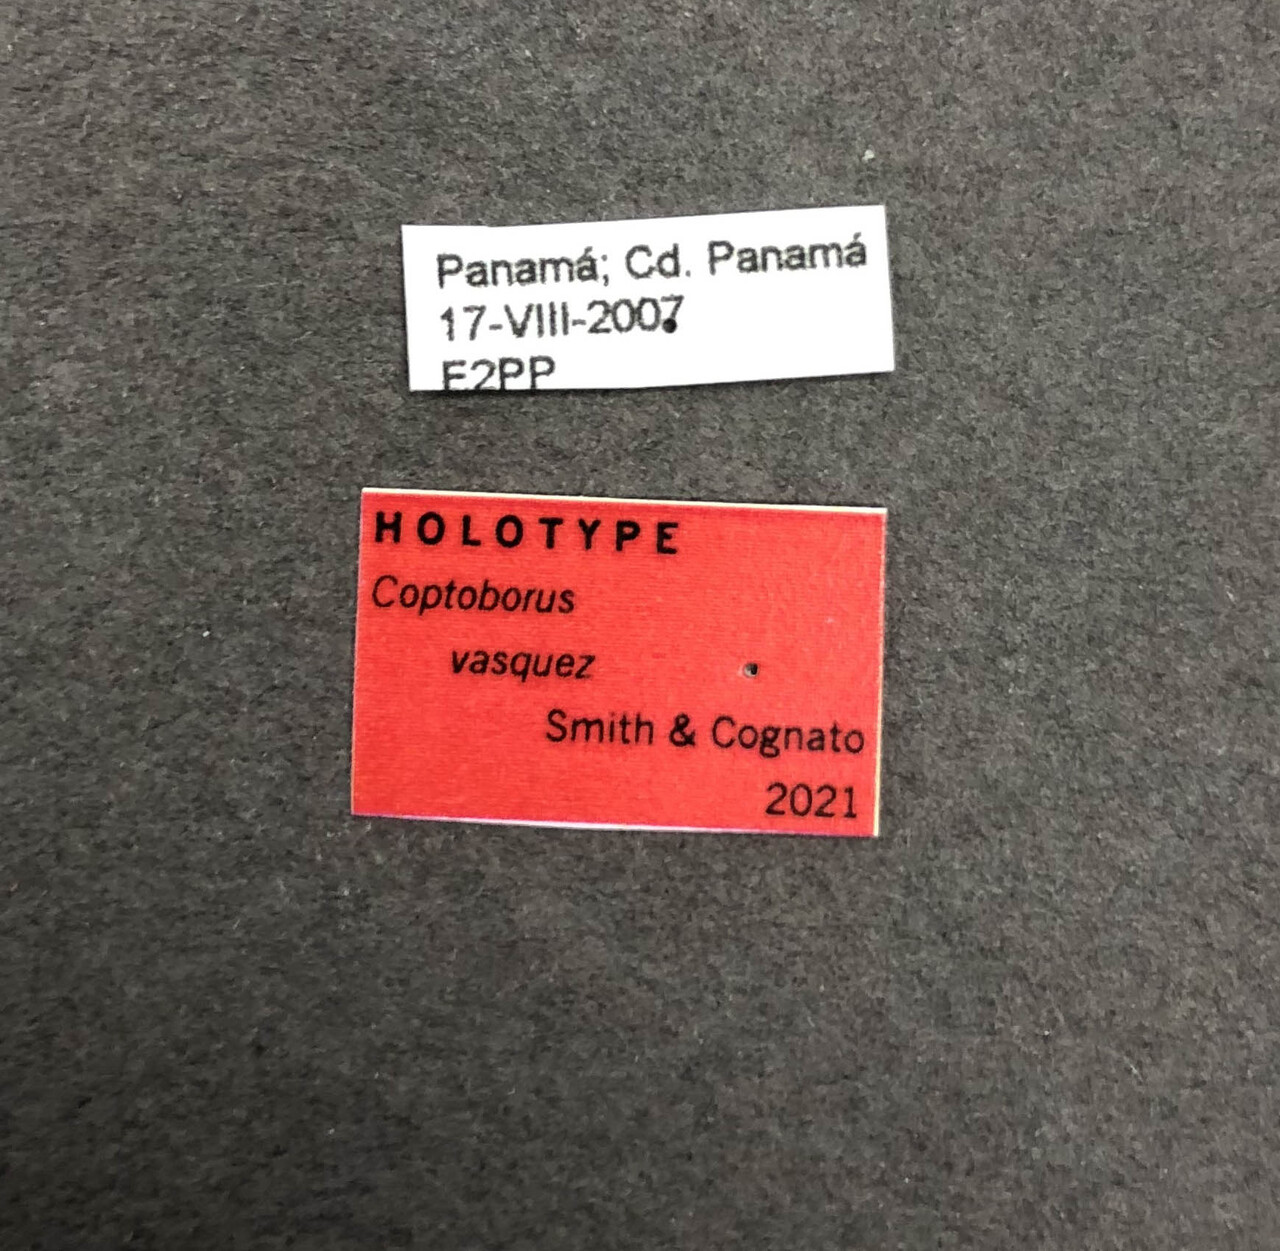 Panamá; Cd. Panamá
17-VIII-2007
E2PP
HOLOTYPE
Coptoborus
vasquez
Smith & Cognato
2021